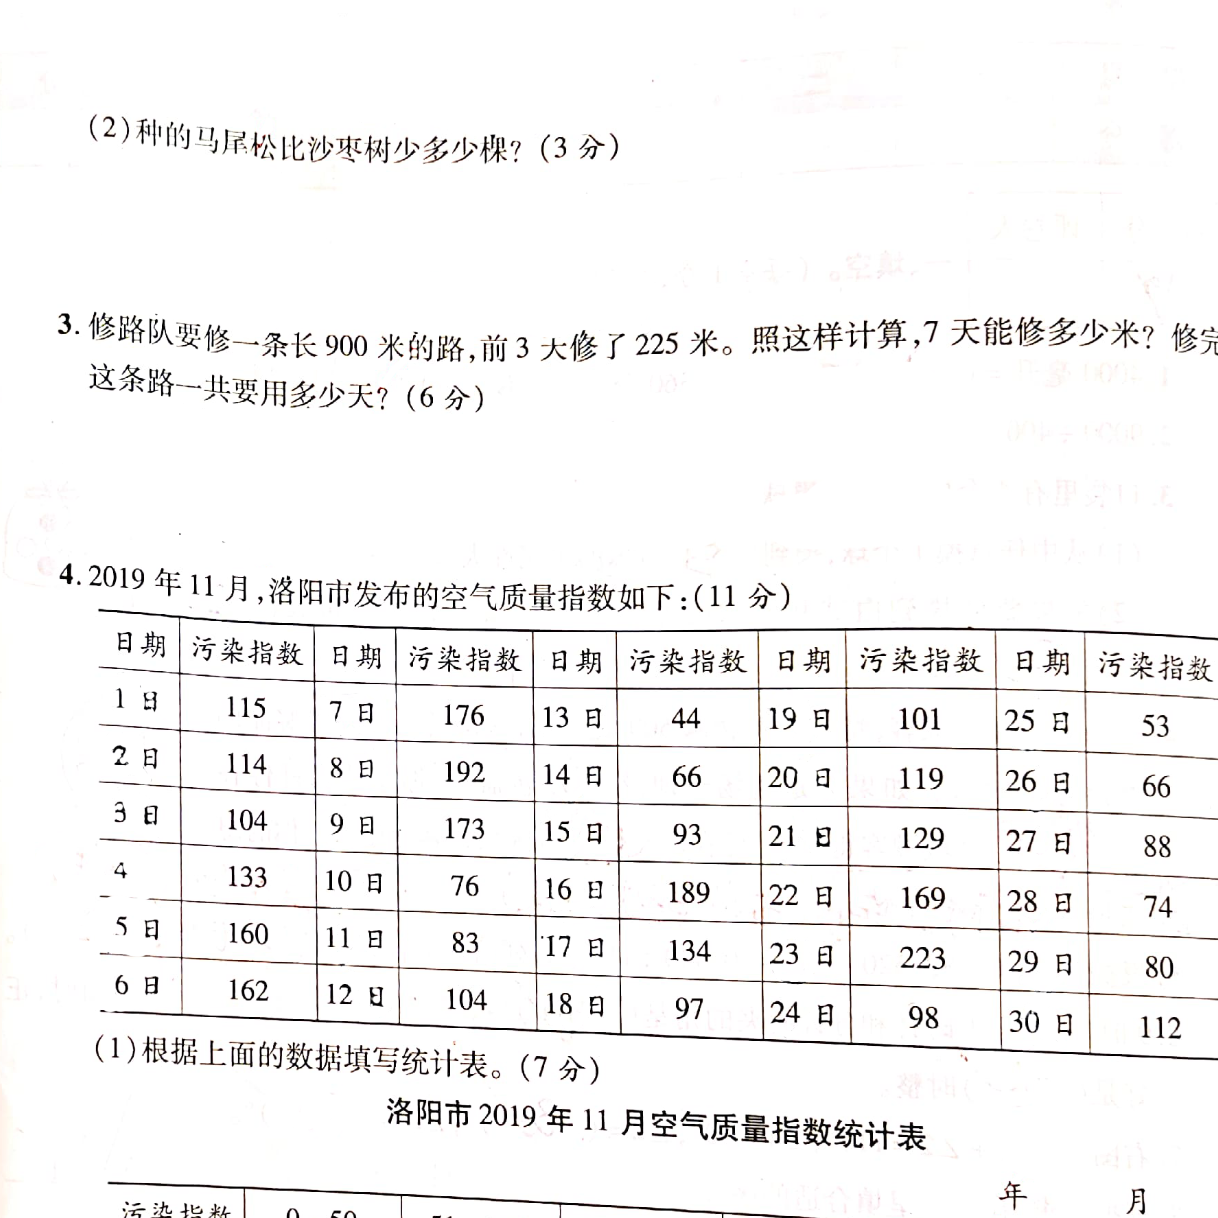 (2)种的马尾松比沙枣树少多少棵？(3 分)
3. 修路队要修一条长 900 米的路,前 3 天修了 225 米。照这样计算,7 天能修多少米？修完
这条路一共要用多少天？(6 分)
4. 2019 年 11 月,洛阳市发布的空气质量指数如下:(11 分)
日期 污染指数 日期 污染指数 日期 污染指数 日期 污染指数 日期 污染指数
1 日 115 7 日 176 13 日 44 19 日 101 25 日 53
2 日 114 8 日 192 14 日 66 20 日 119 26 日 66
3 日 104 9 日 173 15 日 93 21 日 129 27 日 88
4 133 10 日 76 16 日 189 22 日 169 28 日 74
5 日 160 11 日 83 17 日 134 23 日 223 29 日 80
6 日 162 12 日 104 18 日 97 24 日 98 30 日 112
(1)根据上面的数据填写统计表。(7 分)
洛阳市 2019 年 11 月空气质量指数统计表
年 月
污染指数 0 50